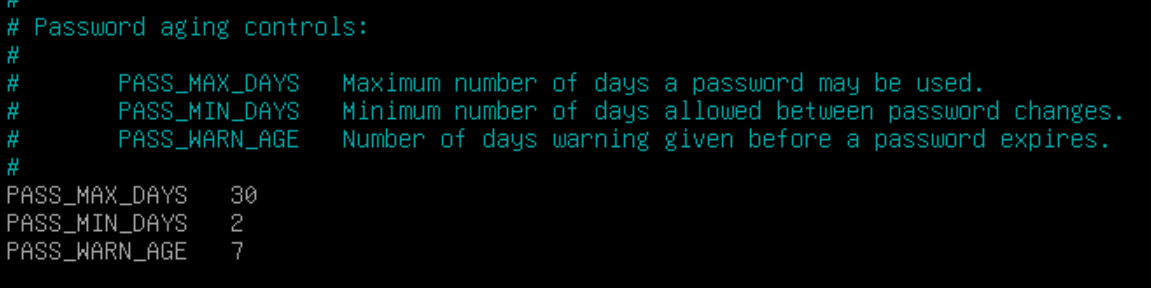 #
# Password aging controls:
#
#       PASS_MAX_DAYS   Maximum number of days a password may be used.
#       PASS_MIN_DAYS   Minimum number of days allowed between password changes.
#       PASS_WARN_AGE   Number of days warning given before a password expires.
#
PASS_MAX_DAYS   30
PASS_MIN_DAYS   2
PASS_WARN_AGE   7